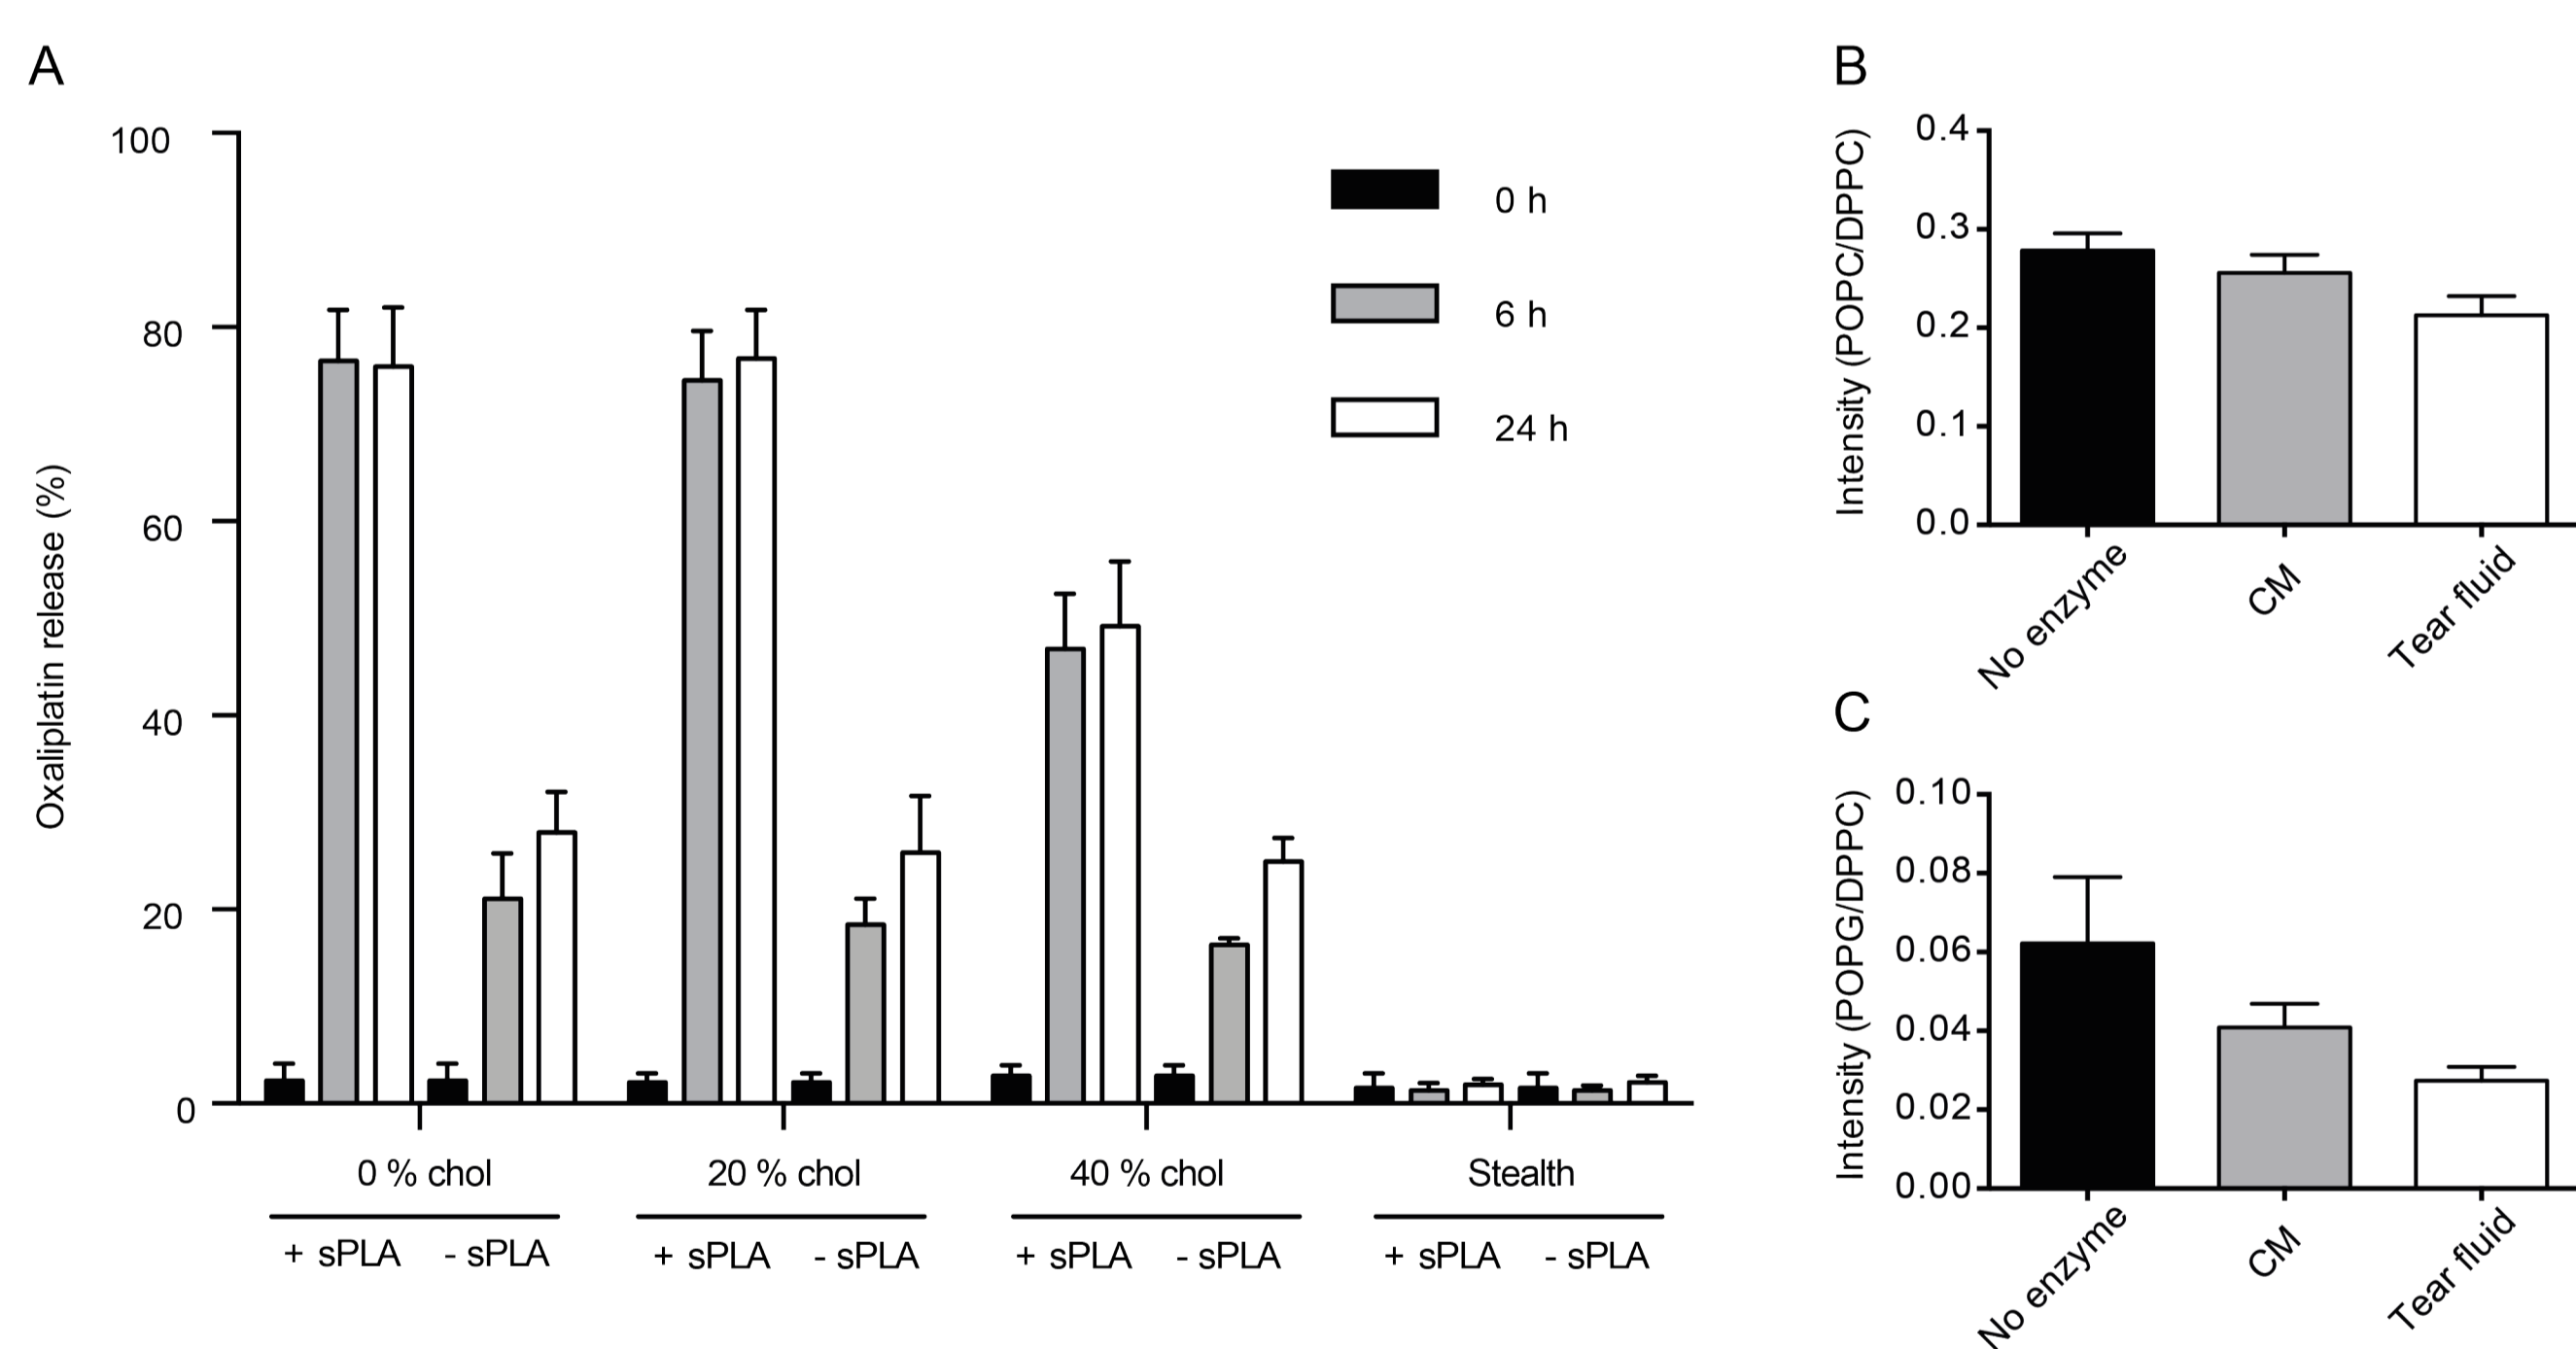 A
100
80
60
40
20
0
Oxaliplatin release (%)
0 h
6 h
24 h
0 % chol
20 % chol
40 % chol
Stealth
+ sPLA - sPLA
+ sPLA - sPLA
+ sPLA - sPLA
+ sPLA - sPLA
B
0.4
0.3
0.2
0.1
0.0
Intensity (POPC/DPPC)
No enzyme
CM
Tear fluid
C
0.10
0.08
0.06
0.04
0.02
0.00
Intensity (POPG/DPPC)
No enzyme
CM
Tear fluid